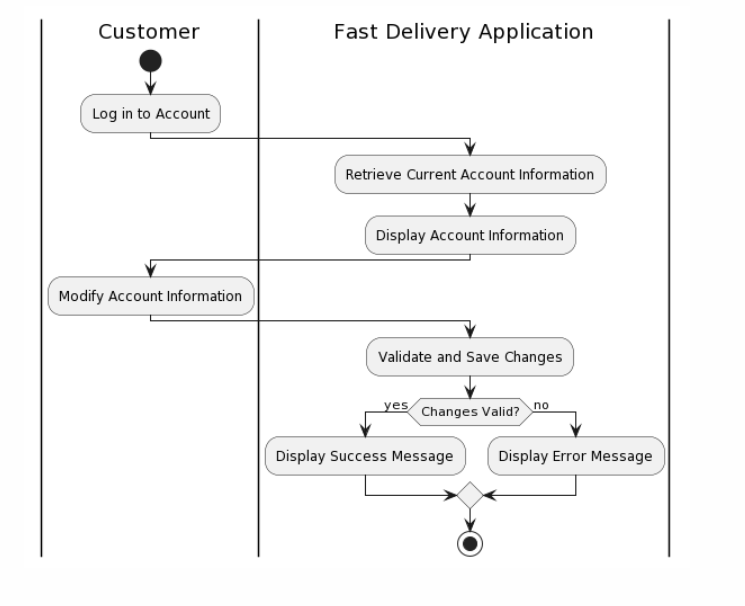 Customer
Fast Delivery Application
Log in to Account
Retrieve Current Account Information
Display Account Information
Modify Account Information
Validate and Save Changes
yes
Changes Valid?
no
Display Success Message
Display Error Message